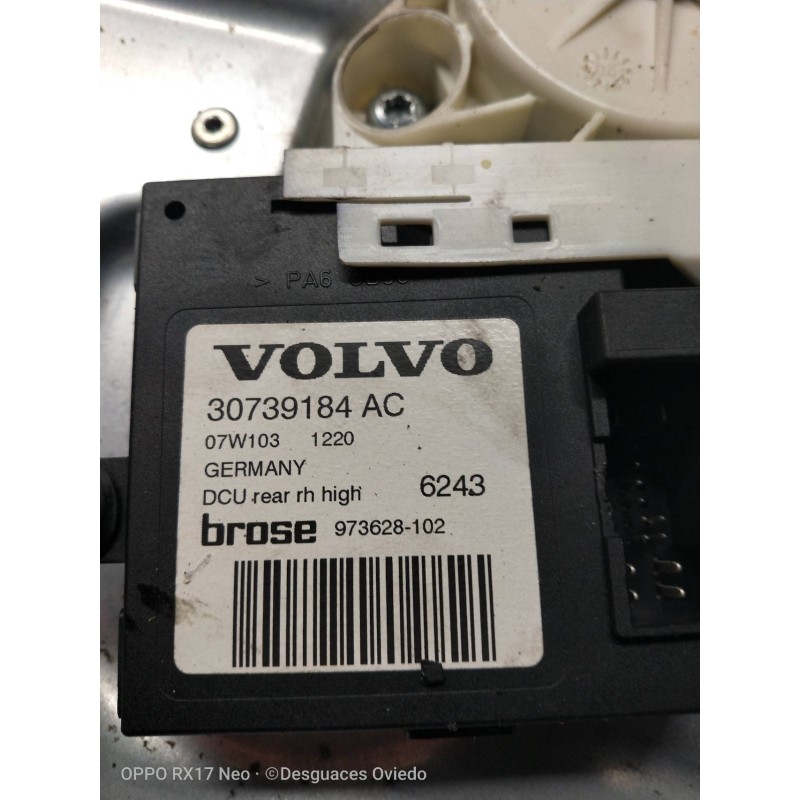 > PA6
VOLVO
30739184 AC
07W103 1220
GERMANY
DCU rear rh high 6243
brose 973628-102
OPPO RX17 Neo · ©Desguaces Oviedo